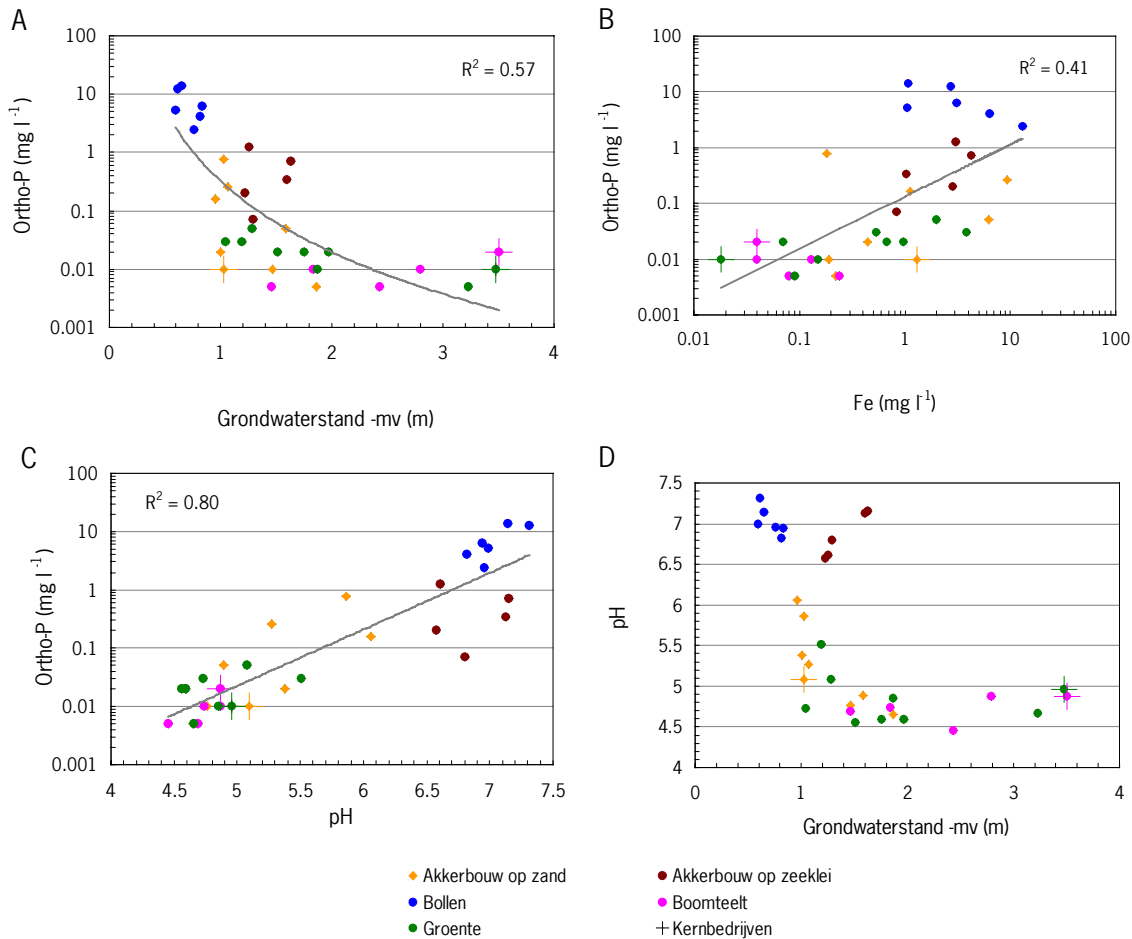 A
R² = 0.57
Ortho-P (mg l⁻¹)
100
10
1
0.1
0.01
0.001
0 1 2 3 4
Grondwaterstand -mv (m)
B
R² = 0.41
Ortho-P (mg l⁻¹)
100
10
1
0.1
0.01
0.001
0.01 0.1 1 10 100
Fe (mg l⁻¹)
C
R² = 0.80
Ortho-P (mg l⁻¹)
100
10
1
0.1
0.01
0.001
4 4.5 5 5.5 6 6.5 7 7.5
pH
D
pH
7.5
7
6.5
6
5.5
5
4.5
4
0 1 2 3 4
Grondwaterstand -mv (m)
Akkerbouw op zand
Bollen
Groente
Akkerbouw op zeeklei
Boomteelt
Kernbedrijven